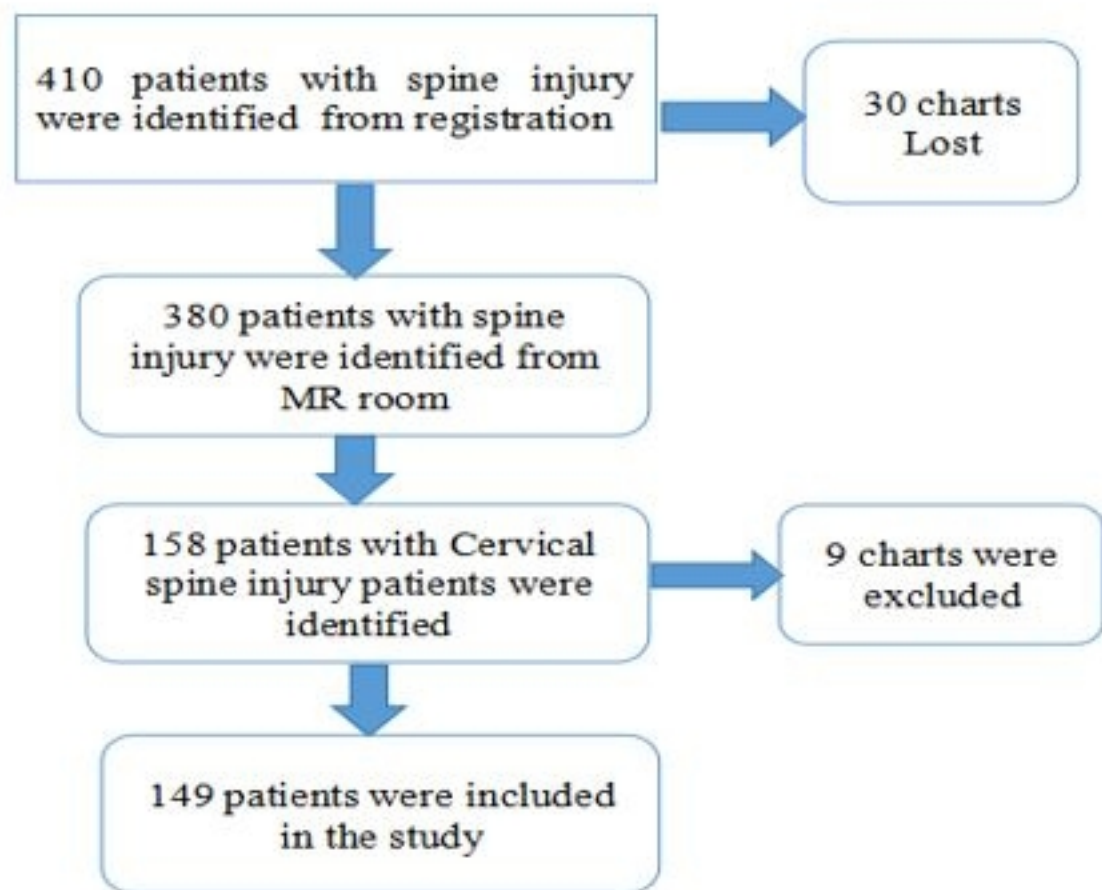 410 patients with spine injury
were identified from registration
30 charts
Lost
380 patients with spine
injury were identified from
MR room
158 patients with Cervical
spine injury patients were
identified
9 charts were
excluded
149 patients were included
in the study